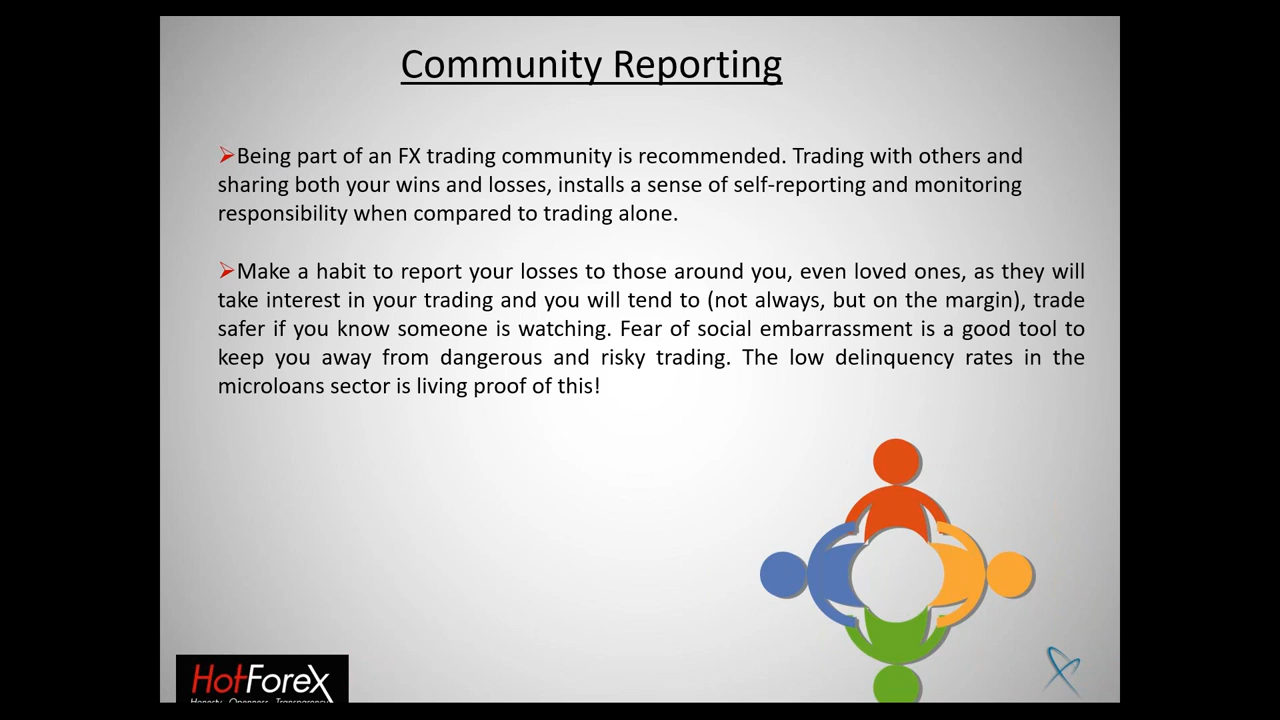 Community Reporting
➢Being part of an FX trading community is recommended. Trading with others and
sharing both your wins and losses, installs a sense of self-reporting and monitoring
responsibility when compared to trading alone.
➢Make a habit to report your losses to those around you, even loved ones, as they will
take interest in your trading and you will tend to (not always, but on the margin), trade
safer if you know someone is watching. Fear of social embarrassment is a good tool to
keep you away from dangerous and risky trading. The low delinquency rates in the
microloans sector is living proof of this!
HotForex
Honesty Openness Transparency